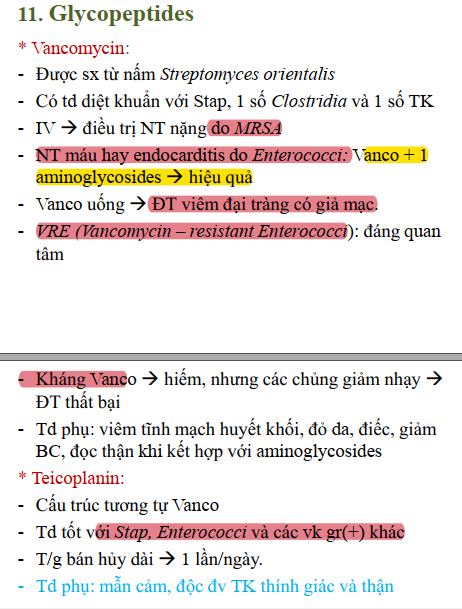 11. Glycopeptides
* Vancomycin:
- Được sx từ nấm Streptomyces orientalis
- Có td diệt khuẩn với Stap, 1 số Clostridia và 1 số TK
- IV → điều trị NT nặng do MRSA
- NT máu hay endocarditis do Enterococci: Vanco + 1
aminoglycosides → hiệu quả
- Vanco uống → ĐT viêm đại tràng có giả mạc.
- VRE (Vancomycin – resistant Enterococci): đáng quan
tâm
- Kháng Vanco → hiếm, nhưng các chủng giảm nhạy →
ĐT thất bại
- Td phụ: viêm tĩnh mạch huyết khối, đỏ da, điếc, giảm
BC, đọc thận khi kết hợp với aminoglycosides
* Teicoplanin:
- Cấu trúc tương tự Vanco
- Td tốt với Stap, Enterococci và các vk gr(+) khác
- T/g bán hủy dài → 1 lần/ngày.
- Td phụ: mẫn cảm, độc đv TK thính giác và thận